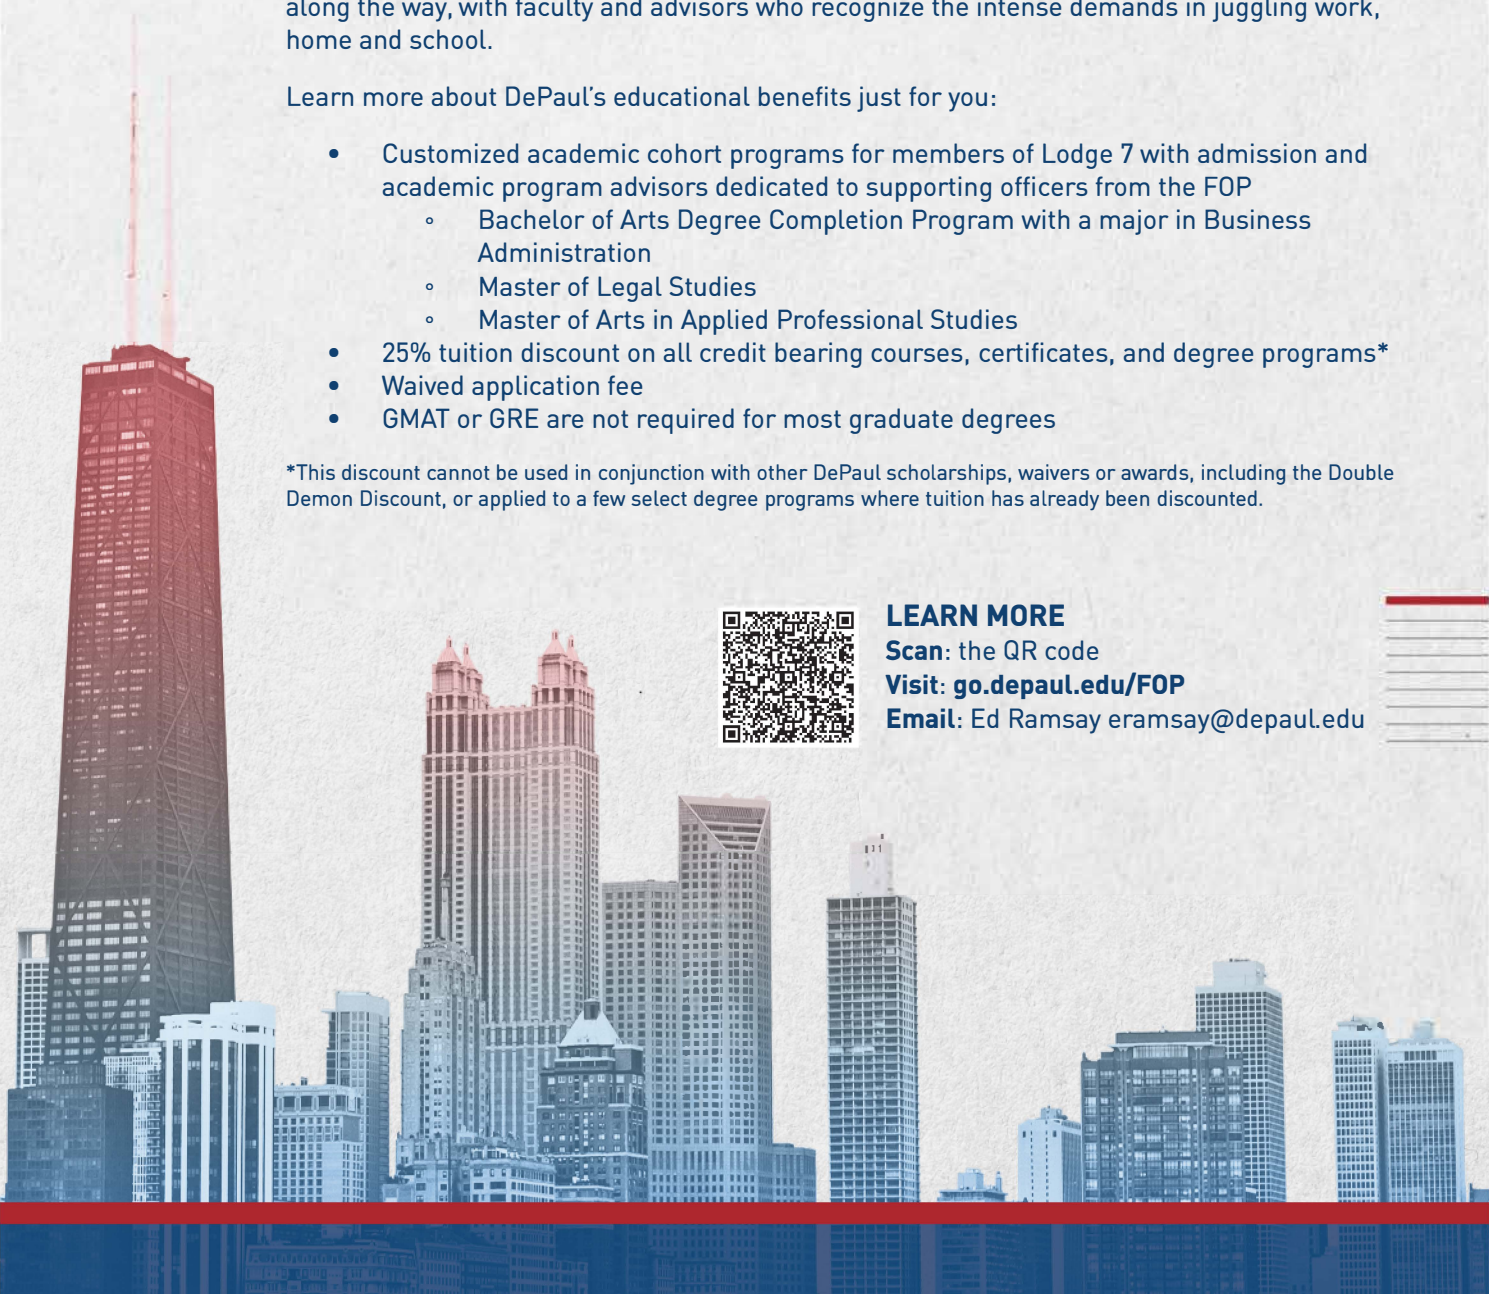 along the way, with faculty and advisors who recognize the intense demands in juggling work,
home and school.
Learn more about DePaul’s educational benefits just for you:
• Customized academic cohort programs for members of Lodge 7 with admission and
academic program advisors dedicated to supporting officers from the FOP
◦ Bachelor of Arts Degree Completion Program with a major in Business
Administration
◦ Master of Legal Studies
◦ Master of Arts in Applied Professional Studies
• 25% tuition discount on all credit bearing courses, certificates, and degree programs*
• Waived application fee
• GMAT or GRE are not required for most graduate degrees
*This discount cannot be used in conjunction with other DePaul scholarships, waivers or awards, including the Double
Demon Discount, or applied to a few select degree programs where tuition has already been discounted.
LEARN MORE
Scan: the QR code
Visit: go.depaul.edu/FOP
Email: Ed Ramsay eramsay@depaul.edu